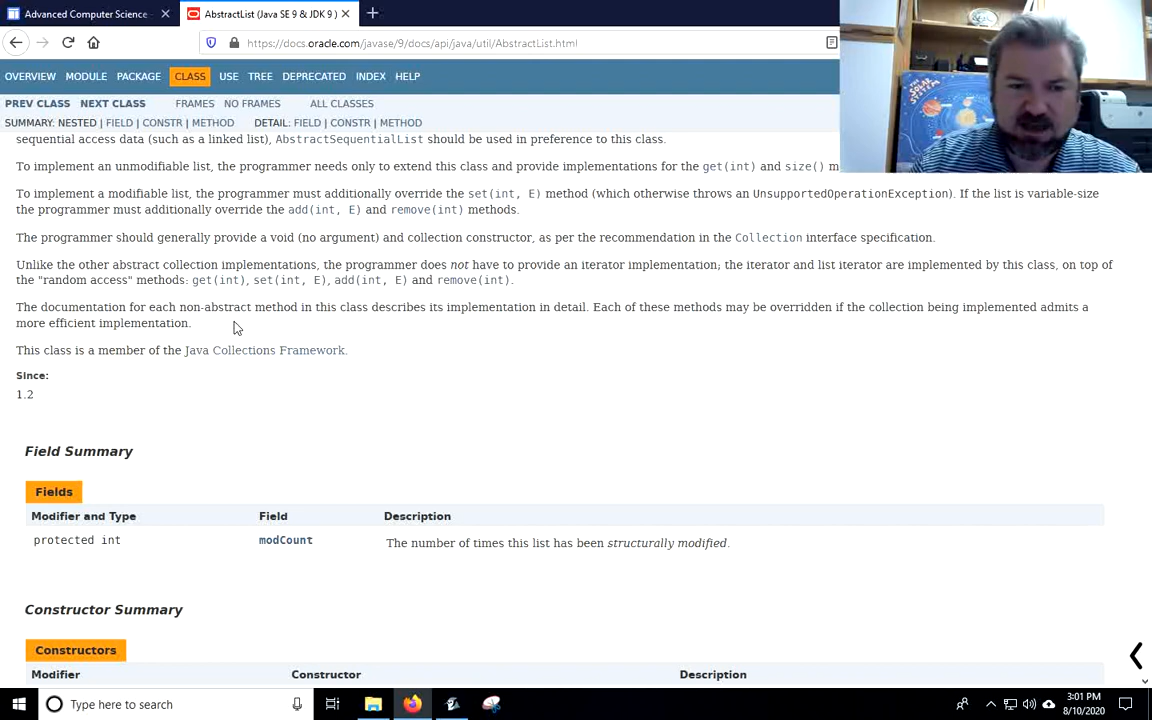 Advanced Computer Science
AbstractList (Java SE 9 & JDK 9 )
https://docs.oracle.com/javase/9/docs/api/java/util/AbstractList.html
OVERVIEW MODULE PACKAGE CLASS USE TREE DEPRECATED INDEX HELP
PREV CLASS NEXT CLASS FRAMES NO FRAMES ALL CLASSES
SUMMARY: NESTED | FIELD | CONSTR | METHOD DETAIL: FIELD | CONSTR | METHOD
sequential access data (such as a linked list), AbstractSequentialList should be used in preference to this class.
To implement an unmodifiable list, the programmer needs only to extend this class and provide implementations for the get(int) and size() m
To implement a modifiable list, the programmer must additionally override the set(int, E) method (which otherwise throws an UnsupportedOperationException). If the list is variable-size
the programmer must additionally override the add(int, E) and remove(int) methods.
The programmer should generally provide a void (no argument) and collection constructor, as per the recommendation in the Collection interface specification.
Unlike the other abstract collection implementations, the programmer does not have to provide an iterator implementation; the iterator and list iterator are implemented by this class, on top of
the "random access" methods: get(int), set(int, E), add(int, E) and remove(int).
The documentation for each non-abstract method in this class describes its implementation in detail. Each of these methods may be overridden if the collection being implemented admits a
more efficient implementation.
This class is a member of the Java Collections Framework.
Since:
1.2
Field Summary
Fields
Modifier and Type Field Description
protected int modCount The number of times this list has been structurally modified.
Constructor Summary
Constructors
Modifier Constructor Description
Type here to search
3:01 PM
8/10/2020